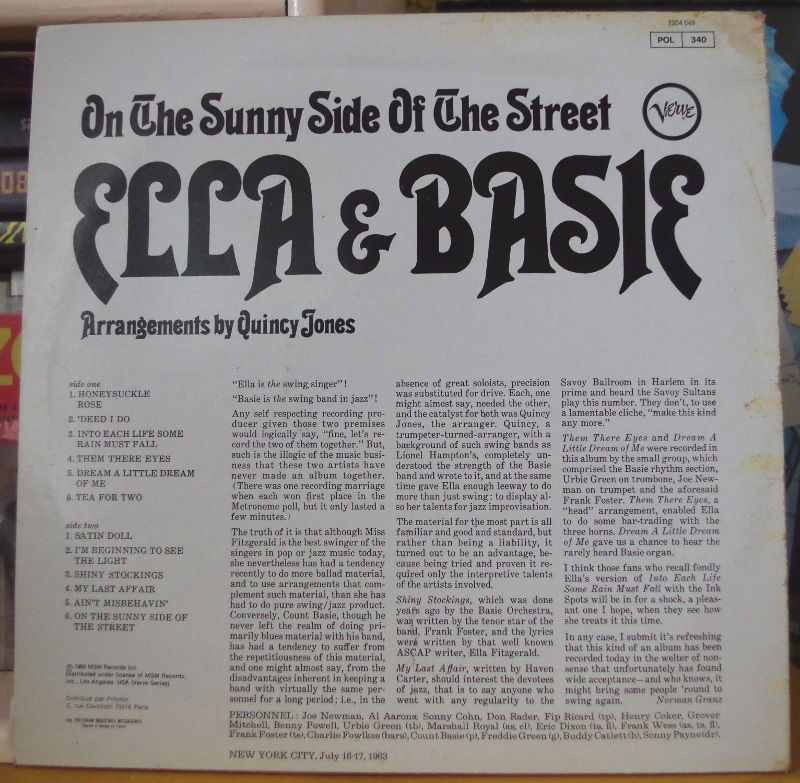 2304 049
POL 340
On The Sunny Side Of The Street
Verve
ELLA & BASIE
Arrangements by Quincy Jones
side one
1. HONEYSUCKLE
ROSE
2. 'DEED I DO
3. INTO EACH LIFE SOME
RAIN MUST FALL
4. THEM THERE EYES
5. DREAM A LITTLE DREAM
OF ME
6. TEA FOR TWO
side two
1. SATIN DOLL
2. I'M BEGINNING TO SEE
THE LIGHT
3. SHINY STOCKINGS
4. MY LAST AFFAIR
5. AIN'T MISBEHAVIN'
6. ON THE SUNNY SIDE OF
THE STREET
MGM Records Inc.
Distributed under license of MGM Records.
Inc., Los Angeles, USA (Verve Series)
Distribué par Polydor
2, rue Cavallotti 75018 Paris
"Ella is the swing singer"!
"Basie is the swing band in jazz"!
Any self respecting recording pro-
ducer given those two premises
would logically say, "fine, let's re-
cord the two of them together." But,
such is the illogic of the music busi-
ness that these two artists have
never made an album together.
(There was one recording marriage
when each won first place in the
Metronome poll, but it only lasted a
few minutes.)
The truth of it is that although Miss
Fitzgerald is the best swinger of the
singers in pop or jazz music today,
she nevertheless has had a tendency
recently to do more ballad material,
and to use arrangements that com-
plement such material, than she has
had to do pure swing/jazz product.
Conversely, Count Basie, though he
never left the realm of doing pri-
marily blues material with his band,
has had a tendency to suffer from
the repetitiousness of this material,
and one might almost say, from the
disadvantages inherent in keeping a
band with virtually the same per-
sonnel for a long period; i.e., in the
absence of great soloists, precision
was substituted for drive. Each, one
might almost say, needed the other,
and the catalyst for both was Quincy
Jones, the arranger. Quincy, a
trumpeter-turned-arranger, with a
background of such swing bands as
Lionel Hampton's, completely un-
derstood the strength of the Basie
band and wrote to it, and at the same
time gave Ella enough leeway to do
more than just swing: to display al-
so her talents for jazz improvisation.
The material for the most part is all
familiar and good and standard, but
rather than being a liability, it
turned out to be an advantage, be-
cause being tried and proven it re-
quired only the interpretive talents
of the artists involved.
Shiny Stockings, which was done
years ago by the Basie Orchestra,
was written by the tenor star of the
band, Frank Foster, and the lyrics
were written by that well known
ASCAP writer, Ella Fitzgerald.
My Last Affair, written by Haven
Carter, should interest the devotees
of jazz, that is to say anyone who
went with any regularity to the
Savoy Ballroom in Harlem in its
prime and heard the Savoy Sultans
play this number. They don't, to use
a lamentable cliche, "make this kind
any more."
Them There Eyes and Dream A
Little Dream of Me were recorded in
this album by the small group, which
comprised the Basie rhythm section,
Urbie Green on trombone, Joe New-
man on trumpet and the aforesaid
Frank Foster. Them There Eyes, a
"head" arrangement, enabled Ella
to do some bar-trading with the
three horns. Dream A Little Dream
of Me gave us a chance to hear the
rarely heard Basie organ.
I think those fans who recall fondly
Ella's version of Into Each Life
Some Rain Must Fall with the Ink
Spots will be in for a shock, a pleas-
ant one I hope, when they see how
she treats it this time.
In any case, I submit it's refreshing
that this kind of an album has been
recorded today in the welter of non-
sense that unfortunately has found
wide acceptance—and who knows, it
might bring some people 'round to
swing again. Norman Granz
PERSONNEL: Joe Newman, Al Aarons, Sonny Cohn, Don Rader, Fip Ricard (tp), Henry Coker, Grover
Mitchell, Benny Powell, Urbie Green (tb), Marshall Royal (as, cl), Eric Dixon (ts, fl), Frank Wess (as, ts, fl),
Frank Foster (ts), Charlie Fowlkes (bars), Count Basie (p), Freddie Green (g), Buddy Catlett (b), Sonny Payne (dr).
NEW YORK CITY, July 16-17, 1963